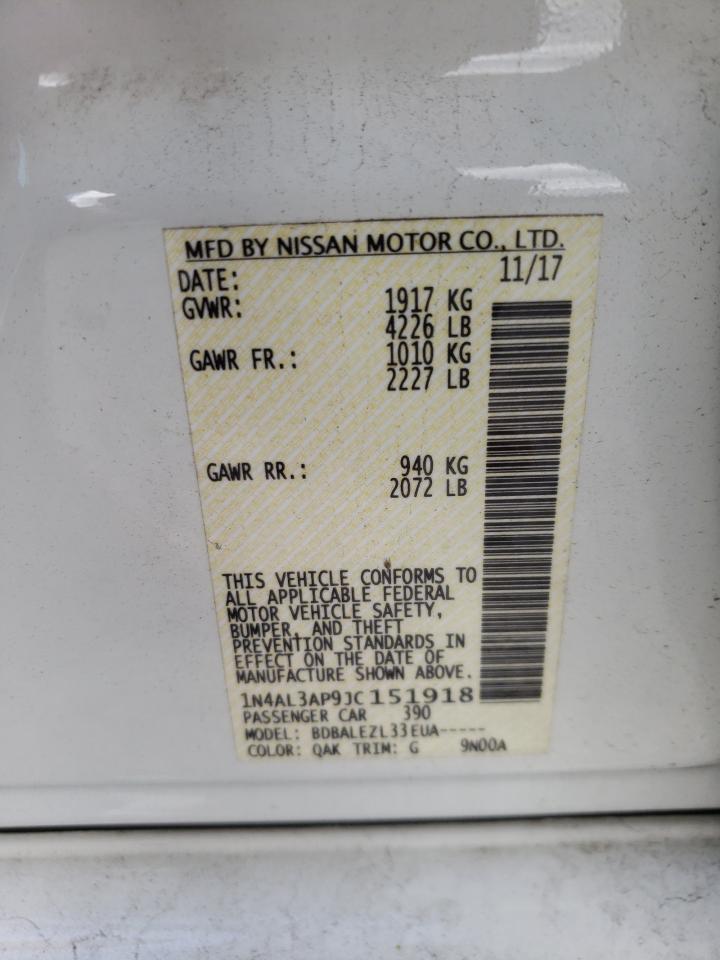 MFD BY NISSAN MOTOR CO., LTD.
DATE: 11/17
GVWR: 1917 KG
4226 LB
GAWR FR.: 1010 KG
2227 LB
GAWR RR.: 940 KG
2072 LB
THIS VEHICLE CONFORMS TO
ALL APPLICABLE FEDERAL
MOTOR VEHICLE SAFETY,
BUMPER, AND THEFT
PREVENTION STANDARDS IN
EFFECT ON THE DATE OF
MANUFACTURE SHOWN ABOVE.
1N4AL3AP9JC151918
PASSENGER CAR 390
MODEL: BDBALEZL33EUA-----
COLOR: QAK TRIM: G 9N00A